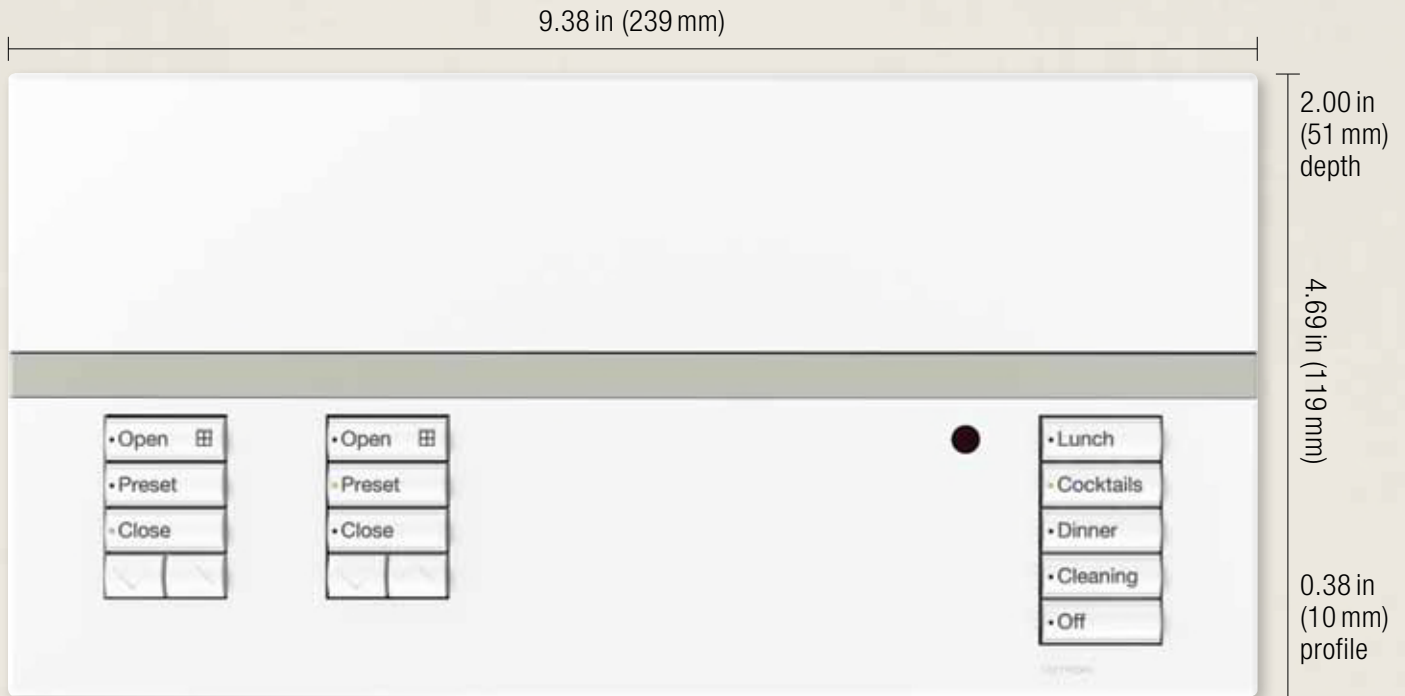 9.38 in (239 mm)
2.00 in
(51 mm)
depth
4.69 in (119 mm)
Open
Preset
Close
Open
Preset
Close
Lunch
Cocktails
Dinner
Cleaning
Off
0.38 in
(10 mm)
profile